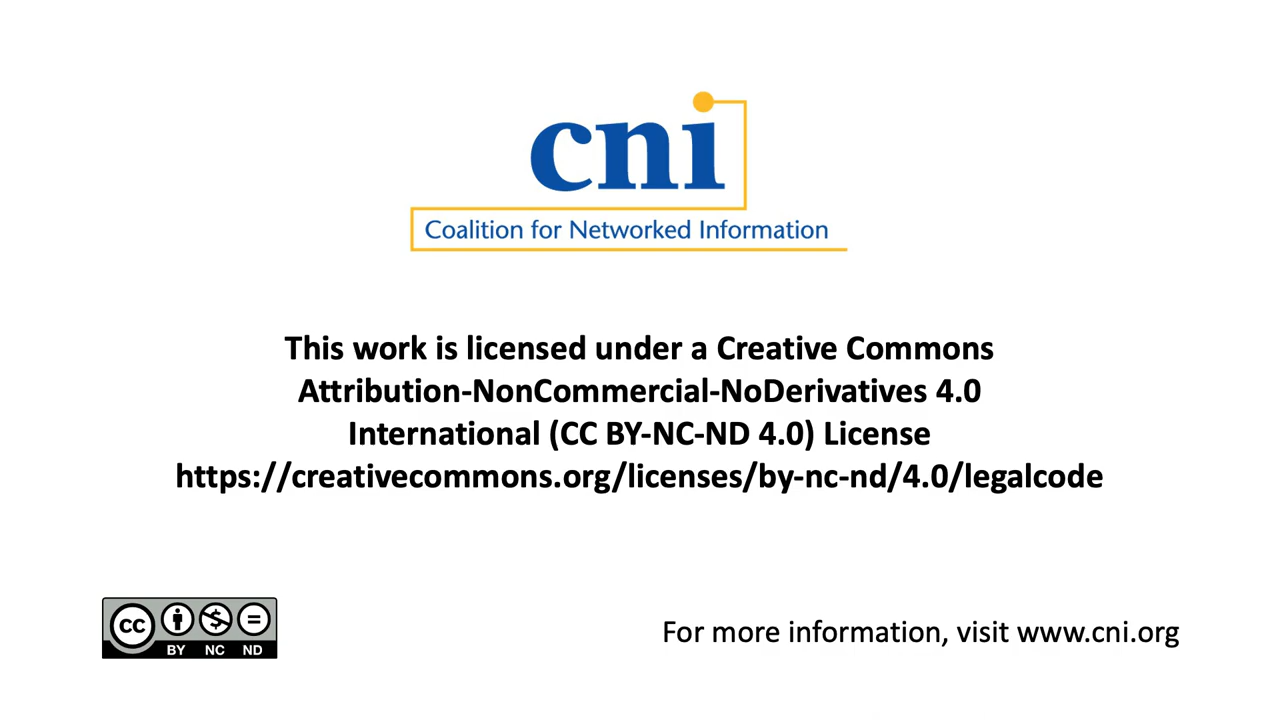 cni
Coalition for Networked Information
This work is licensed under a Creative Commons
Attribution-NonCommercial-NoDerivatives 4.0
International (CC BY-NC-ND 4.0) License
https://creativecommons.org/licenses/by-nc-nd/4.0/legalcode
cc
BY NC ND
For more information, visit www.cni.org